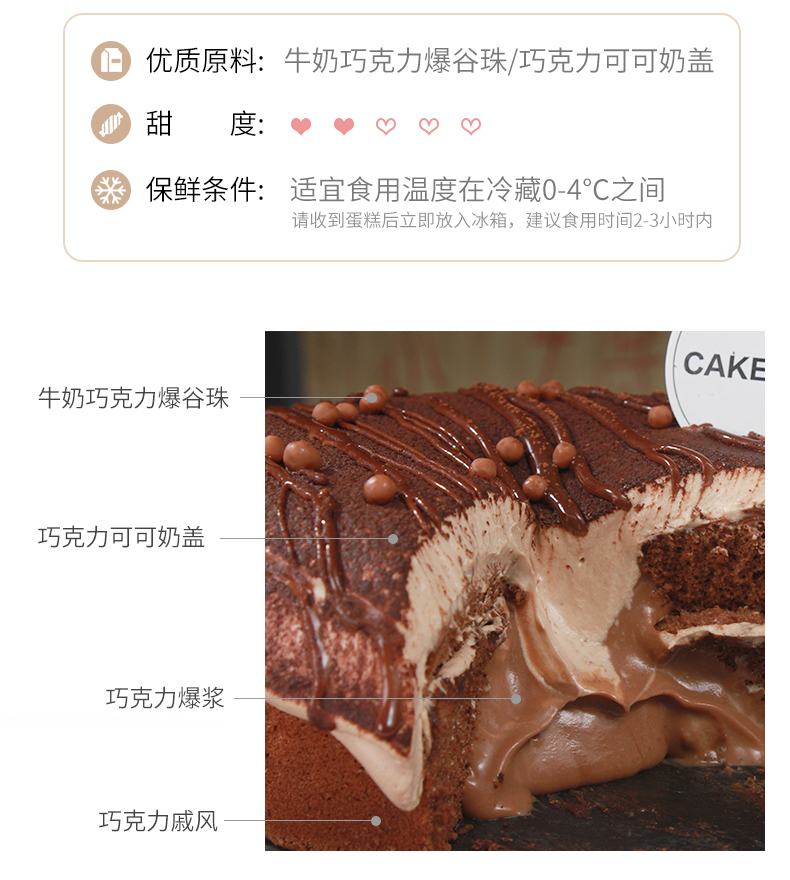 优质原料: 牛奶巧克力爆谷珠/巧克力可可奶盖
甜 度:
保鲜条件: 适宜食用温度在冷藏0-4℃之间
请收到蛋糕后立即放入冰箱，建议食用时间2-3小时内
CAKE
牛奶巧克力爆谷珠
巧克力可可奶盖
巧克力爆浆
巧克力戚风